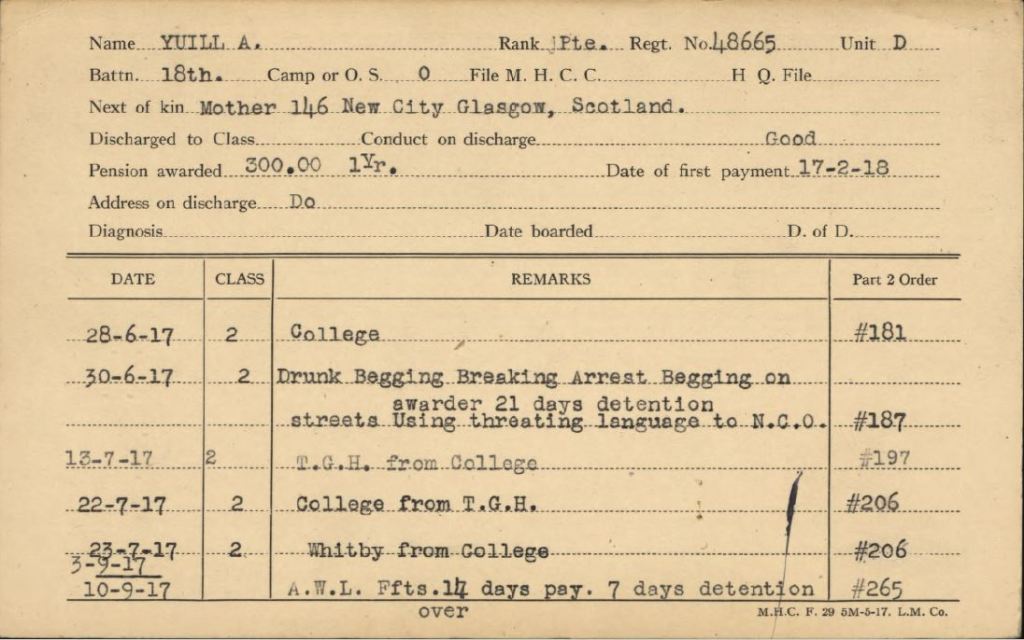 Name YUILL A. Rank Pte. Regt. No. 48665 Unit D
Battn. 18th. Camp or O. S. O File M. H. C. C. H Q. File
Next of kin Mother 146 New City Glasgow, Scotland.
Discharged to Class Conduct on discharge Good
Pension awarded 300.00 1Yr. Date of first payment 17-2-18
Address on discharge Do
Diagnosis Date boarded D. of D.
DATE CLASS REMARKS Part 2 Order
28-6-17 2 College #181
30-6-17 2 Drunk Begging Breaking Arrest Begging on
awarder 21 days detention
streets Using threating language to N.C.O. #187
13-7-17 2 T.G.H. from College #197
22-7-17 2 College from T.G.H. #206
23-7-17 2 Whitby from College #206
3-9-17
10-9-17 A.W.L. Ffts. 14 days pay. 7 days detention #265
over M.H.C. F. 29 5M-5-17. L.M. Co.